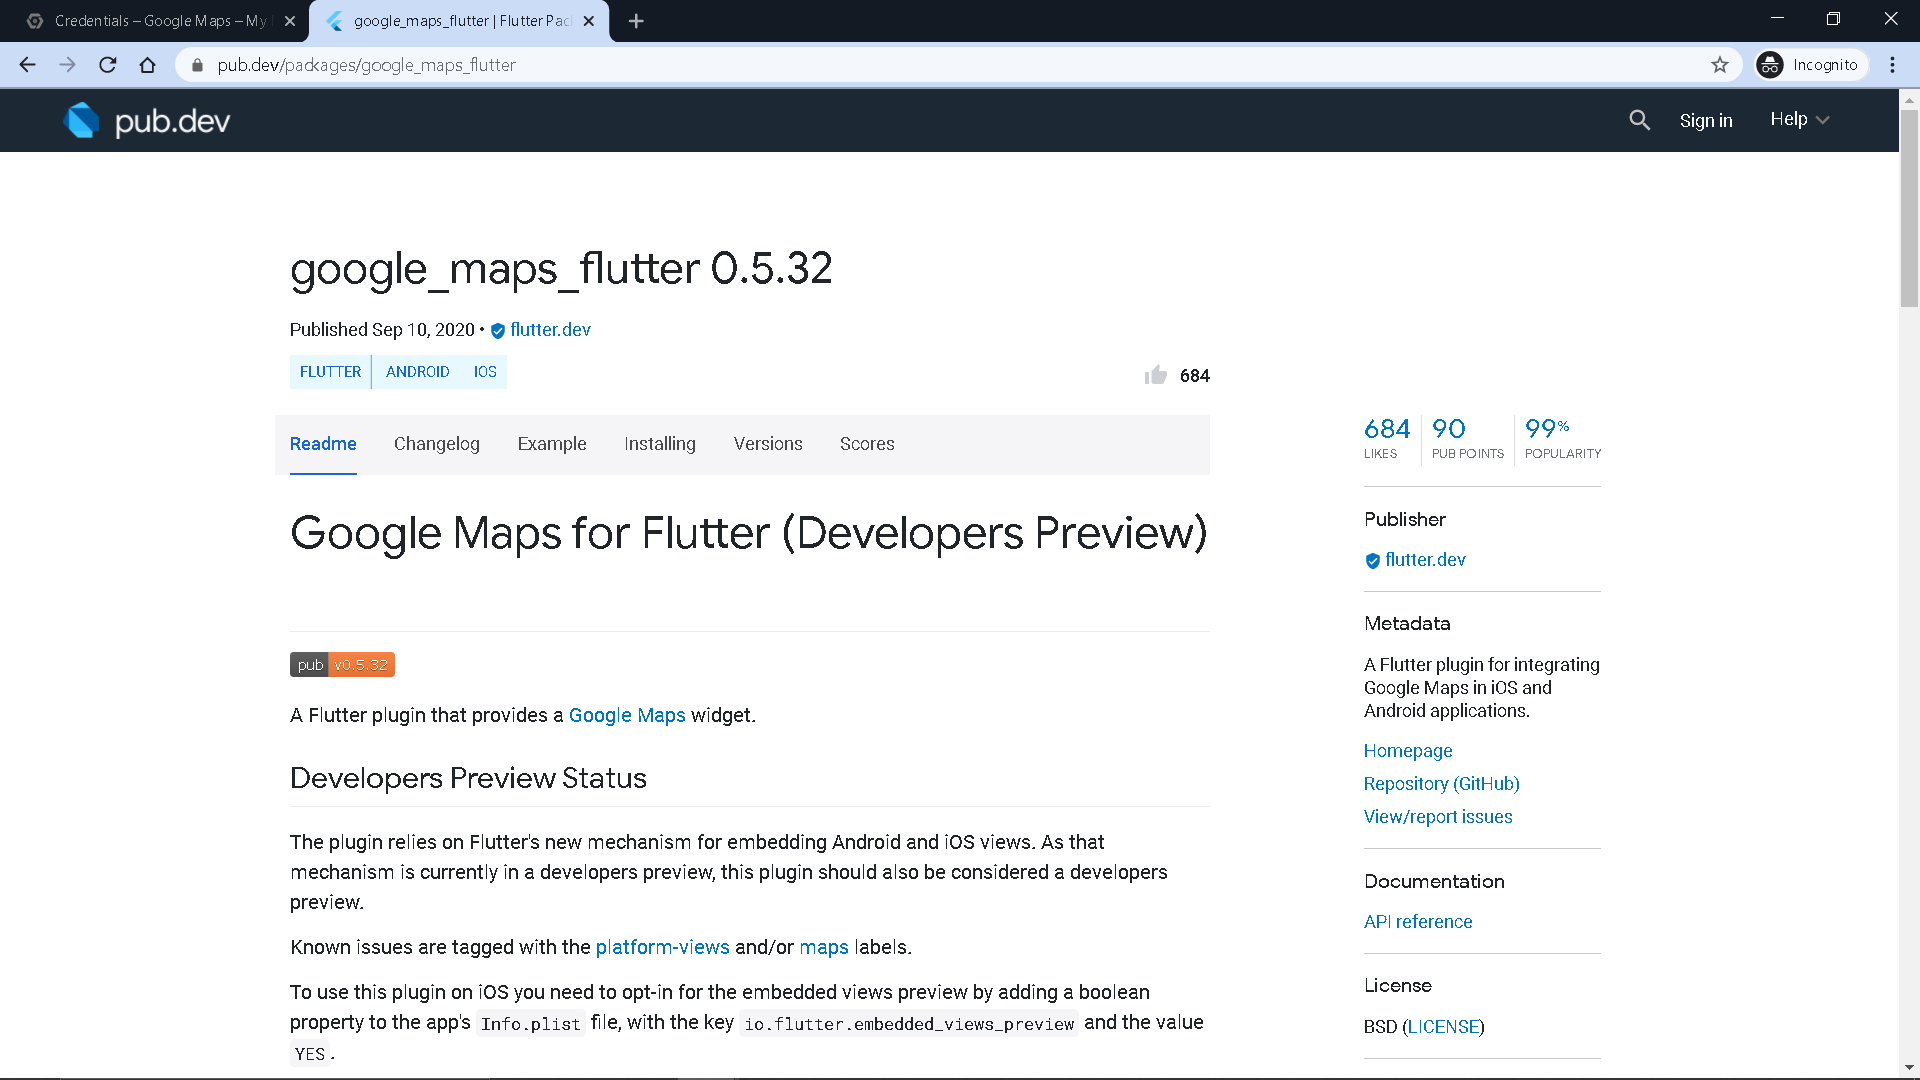 Credentials – Google Maps – My
google_maps_flutter | Flutter Pac
pub.dev/packages/google_maps_flutter
Incognito
pub.dev
Sign in
Help
google_maps_flutter 0.5.32
Published Sep 10, 2020 • flutter.dev
FLUTTER ANDROID IOS
684
Readme Changelog Example Installing Versions Scores
684 90 99%
LIKES PUB POINTS POPULARITY
Google Maps for Flutter (Developers Preview)
pub v0.5.32
A Flutter plugin that provides a Google Maps widget.
Developers Preview Status
The plugin relies on Flutter's new mechanism for embedding Android and iOS views. As that
mechanism is currently in a developers preview, this plugin should also be considered a developers
preview.
Known issues are tagged with the platform-views and/or maps labels.
To use this plugin on iOS you need to opt-in for the embedded views preview by adding a boolean
property to the app's Info.plist file, with the key io.flutter.embedded_views_preview and the value
YES.
Publisher
flutter.dev
Metadata
A Flutter plugin for integrating
Google Maps in iOS and
Android applications.
Homepage
Repository (GitHub)
View/report issues
Documentation
API reference
License
BSD (LICENSE)